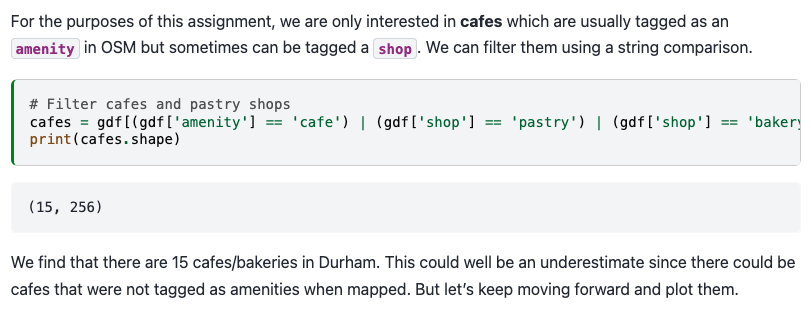 For the purposes of this assignment, we are only interested in cafes which are usually tagged as an
amenity in OSM but sometimes can be tagged a shop. We can filter them using a string comparison.
# Filter cafes and pastry shops
cafes = gdf[(gdf['amenity'] == 'cafe') | (gdf['shop'] == 'pastry') | (gdf['shop'] == 'baker
print(cafes.shape)
(15, 256)
We find that there are 15 cafes/bakeries in Durham. This could well be an underestimate since there could be
cafes that were not tagged as amenities when mapped. But let’s keep moving forward and plot them.